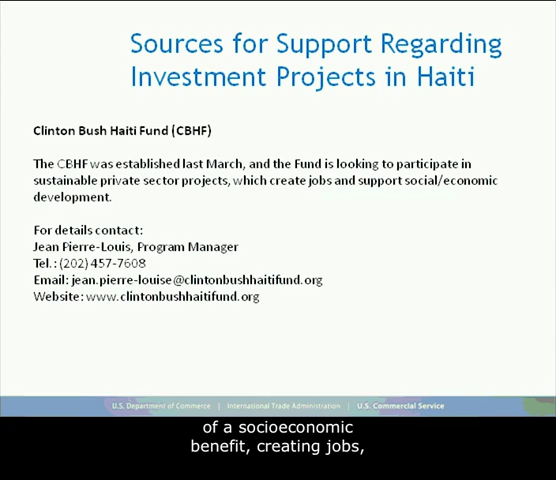 Sources for Support Regarding
Investment Projects in Haiti
Clinton Bush Haiti Fund (CBHF)
The CBHF was established last March, and the Fund is looking to participate in
sustainable private sector projects, which create jobs and support social/economic
development.
For details contact:
Jean Pierre-Louis, Program Manager
Tel.: (202) 457-7608
Email: jean.pierre-louise@clintonbushhaitifund.org
Website: www.clintonbushhaitifund.org
U.S. Department of Commerce | International Trade Administration | U.S. Commercial Service
of a socioeconomic
benefit, creating jobs,